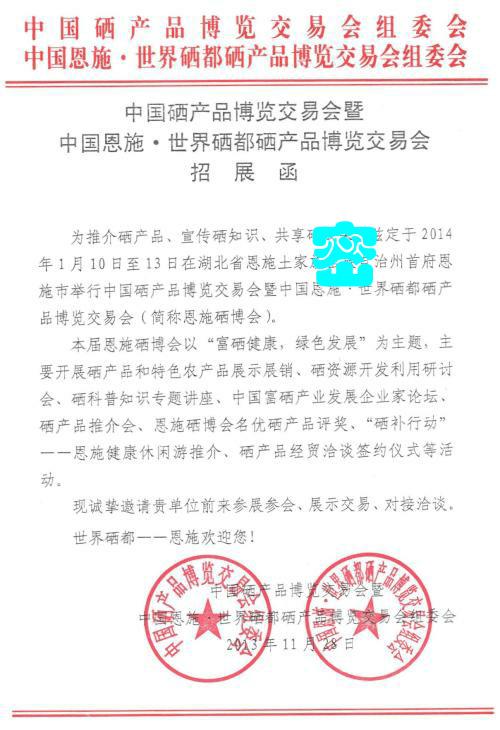 中国硒产品博览交易会组委会
中国恩施·世界硒都硒产品博览交易会组委会
中国硒产品博览交易会暨
中国恩施·世界硒都硒产品博览交易会
招展函
为推介硒产品、宣传硒知识、共享硒 兹定于2014
年1月10日至13日在湖北省恩施土家 治州首府恩
施市举行中国硒产品博览交易会暨中国恩施·世界硒都硒产
品博览交易会（简称恩施硒博会）。
本届恩施硒博会以“富硒健康，绿色发展”为主题，主
要开展硒产品和特色农产品展示展销、硒资源开发利用研讨
会、硒科普知识专题讲座、中国富硒产业发展企业家论坛、
硒产品推介会、恩施硒博会名优硒产品评奖、“硒补行动”
——恩施健康休闲游推介、硒产品经贸洽谈签约仪式等活
动。
现诚挚邀请贵单位前来参展参会、展示交易、对接洽谈。
世界硒都——恩施欢迎您！
中国硒产品博览交易会暨
中国恩施·世界硒都硒产品博览交易会组委会
2013年11月28日
中国硒产品博览交易会组委会
中国恩施·世界硒都硒产品博览交易会组委会